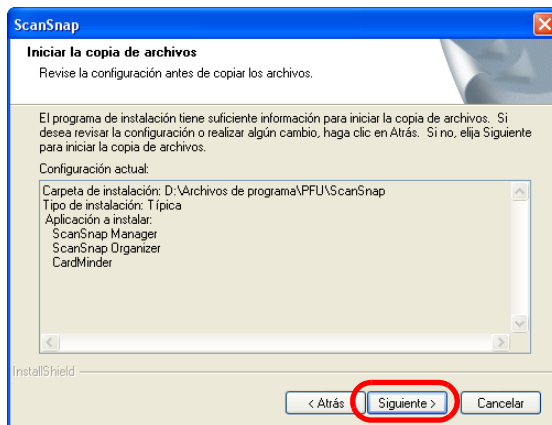 ScanSnap
Iniciar la copia de archivos
Revise la configuración antes de copiar los archivos.
El programa de instalación tiene suficiente información para iniciar la copia de archivos. Si
desea revisar la configuración o realizar algún cambio, haga clic en Atrás. Si no, elija Siguiente
para iniciar la copia de archivos.
Configuración actual:
Carpeta de instalación: D:\Archivos de programa\PFU\ScanSnap
Tipo de instalación: Típica
Aplicación a instalar:
ScanSnap Manager
ScanSnap Organizer
CardMinder
InstallShield
< Atrás
Siguiente >
Cancelar